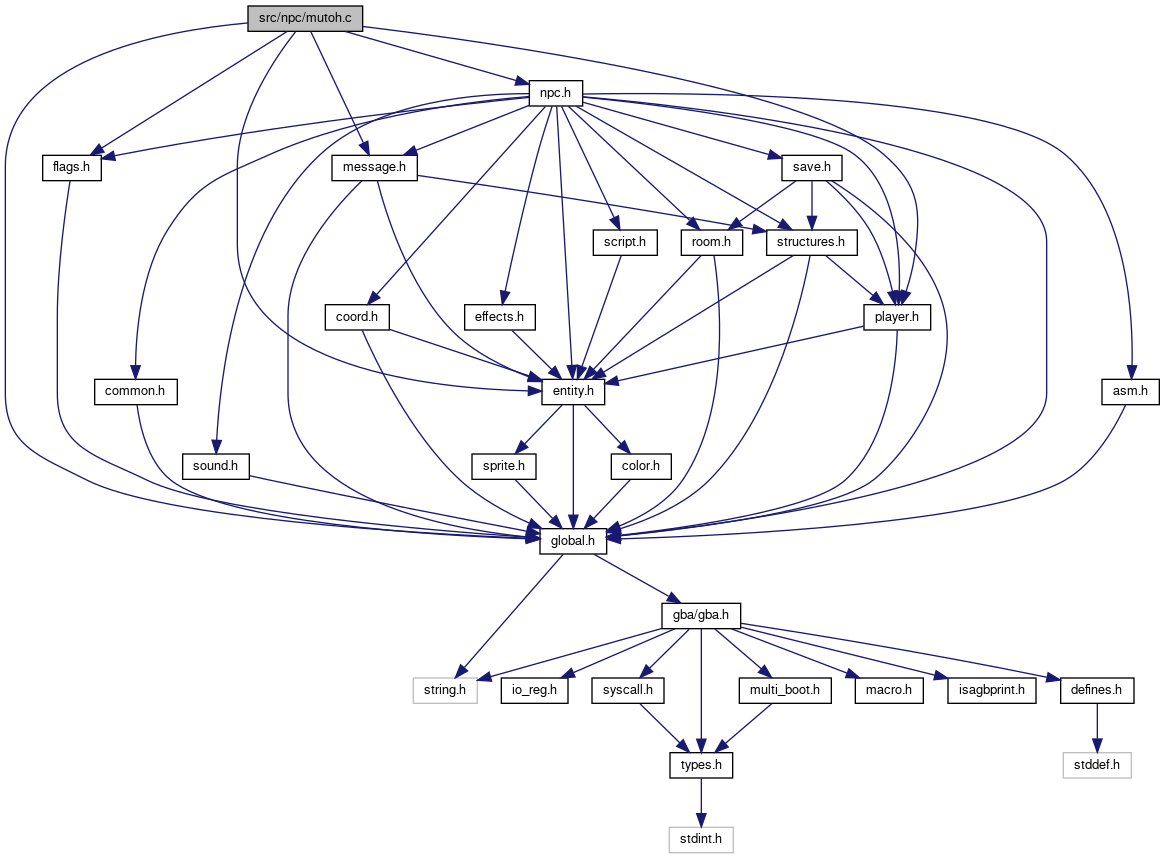 src/npc/mutoh.c
npc.h
flags.h
message.h
save.h
script.h
room.h
structures.h
coord.h
effects.h
player.h
common.h
entity.h
asm.h
sound.h
sprite.h
color.h
global.h
gba/gba.h
string.h
io_reg.h
syscall.h
multi_boot.h
macro.h
isagbprint.h
defines.h
types.h
stddef.h
stdint.h